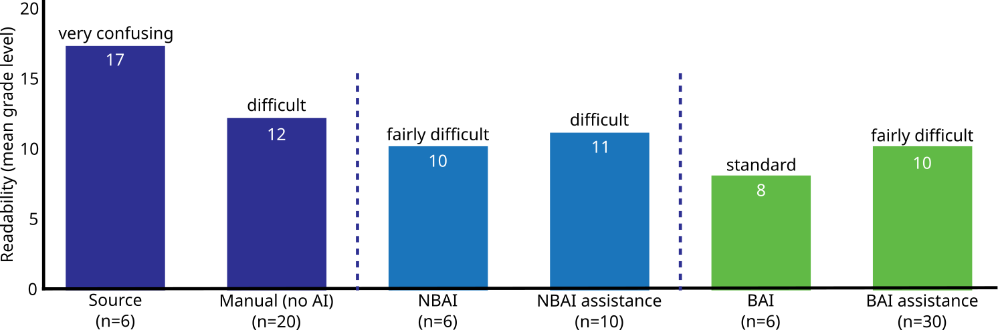 Readability (mean grade level)
20
15
10
5
0
very confusing
17
difficult
12
fairly difficult
10
difficult
11
standard
8
fairly difficult
10
Source
(n=6)
Manual (no AI)
(n=20)
NBAI
(n=6)
NBAI assistance
(n=10)
BAI
(n=6)
BAI assistance
(n=30)